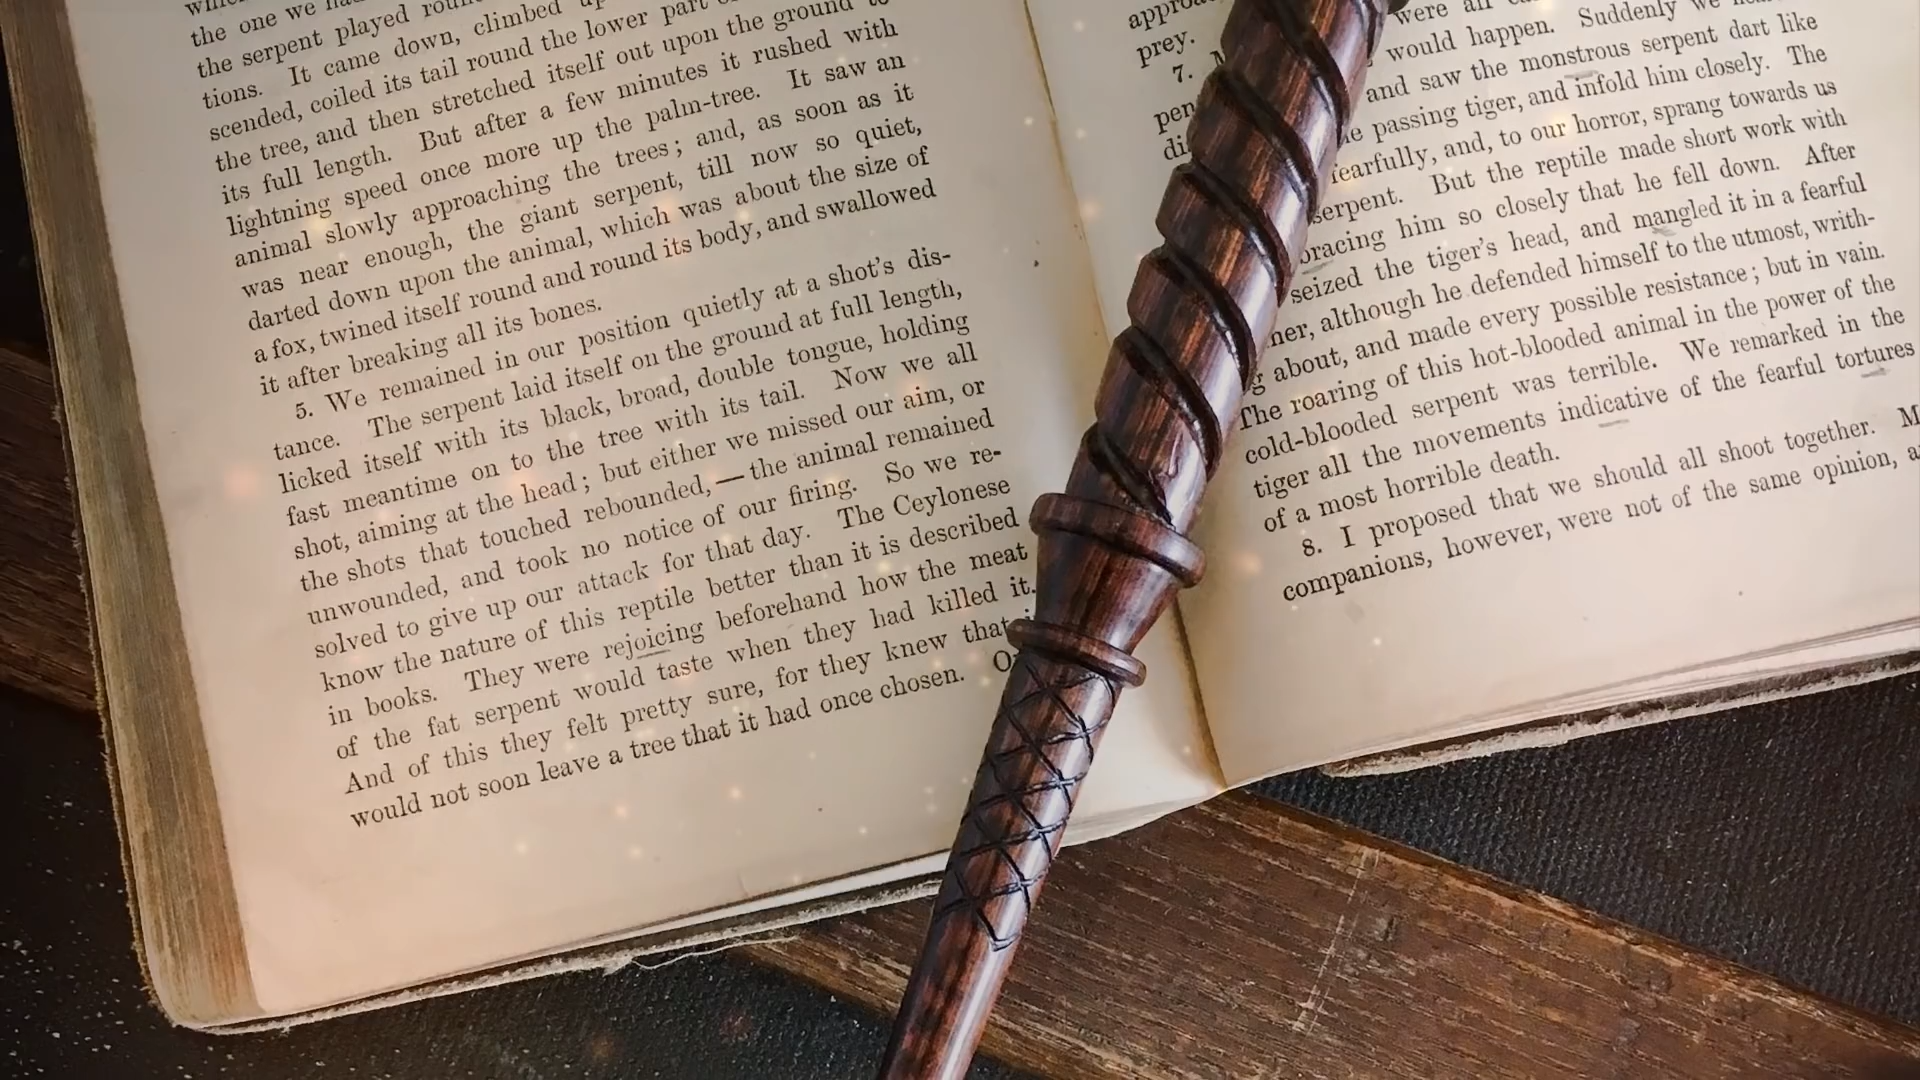 the one we
the serpent played
tions. It came down, climbed
scended, coiled its tail round the lower part
the tree, and then stretched itself out upon the ground to
its full length. But after a few minutes it rushed with
lightning speed once more up the palm-tree. It saw an
animal slowly approaching the trees; and, as soon as it
was near enough, the giant serpent, till now so quiet,
darted down upon the animal, which was about the size of
a fox, twined itself round and round its body, and swallowed
it after breaking all its bones.
5. We remained in our position quietly at a shot's dis-
tance. The serpent laid itself on the ground at full length,
licked itself with its black, broad, double tongue, holding
fast meantime on to the tree with its tail. Now we all
shot, aiming at the head; but either we missed our aim, or
the shots that touched rebounded,—the animal remained
unwounded, and took no notice of our firing. So we re-
solved to give up our attack for that day. The Ceylonese
know the nature of this reptile better than it is described
in books. They were rejoicing beforehand how the meat
of the fat serpent would taste when they had killed it.
And of this they felt pretty sure, for they knew that
would not soon leave a tree that it had once chosen.
prey.
7.
were all
would happen. Suddenly we
and saw the monstrous serpent dart like
passing tiger, and infold him closely. The
fearfully, and, to our horror, sprang towards us
serpent. But the reptile made short work with
him so closely that he fell down. After
seized the tiger's head, and mangled it in a fearful
although he defended himself to the utmost, writh-
about, and made every possible resistance; but in vain.
The roaring of this hot-blooded animal in the power of the
cold-blooded serpent was terrible. We remarked in the
tiger all the movements indicative of the fearful tortures
of a most horrible death.
8. I proposed that we should all shoot together.
companions, however, were not of the same opinion,